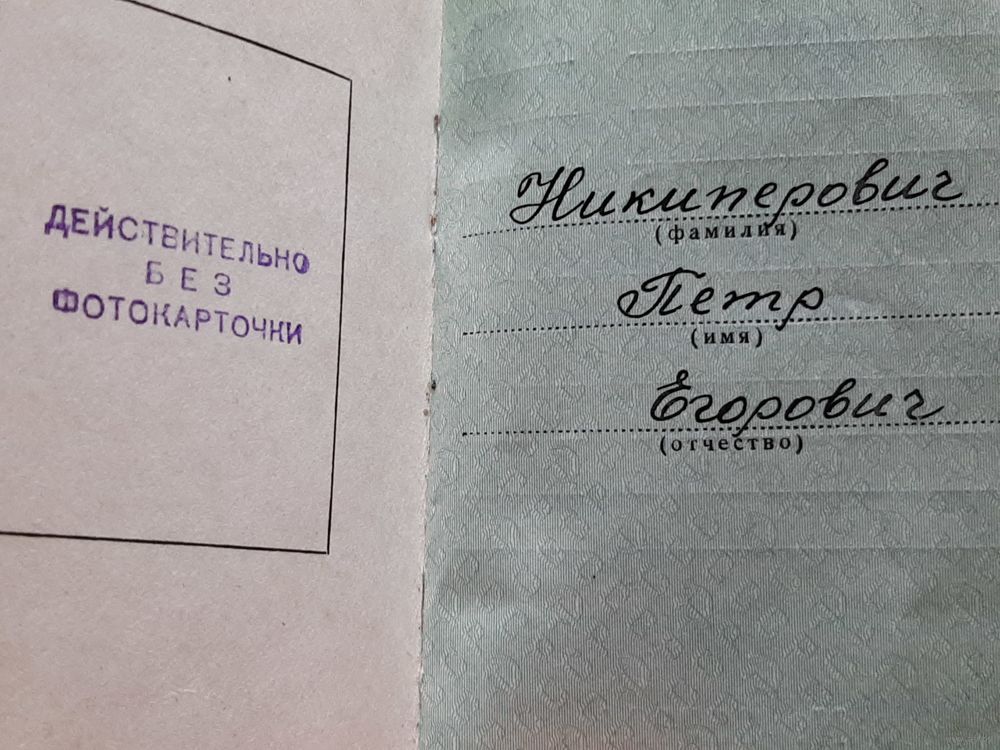 ДЕЙСТВИТЕЛЬНО
БЕЗ
ФОТОКАРТОЧКИ
Никиперович
(фамилия)
Петр
(имя)
Егорович
(отчество)